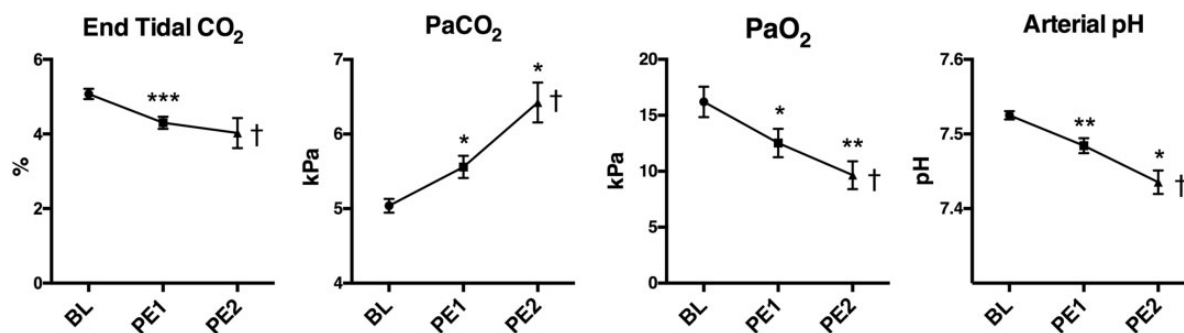 End Tidal CO₂
%
6
4
2
0
***
†
BL
PE1
PE2
PaCO₂
kPa
7
6
5
4
*
*
†
BL
PE1
PE2
PaO₂
kPa
20
15
10
5
0
*
**
†
BL
PE1
PE2
Arterial pH
pH
7.6
7.5
7.4
**
*
†
BL
PE1
PE2